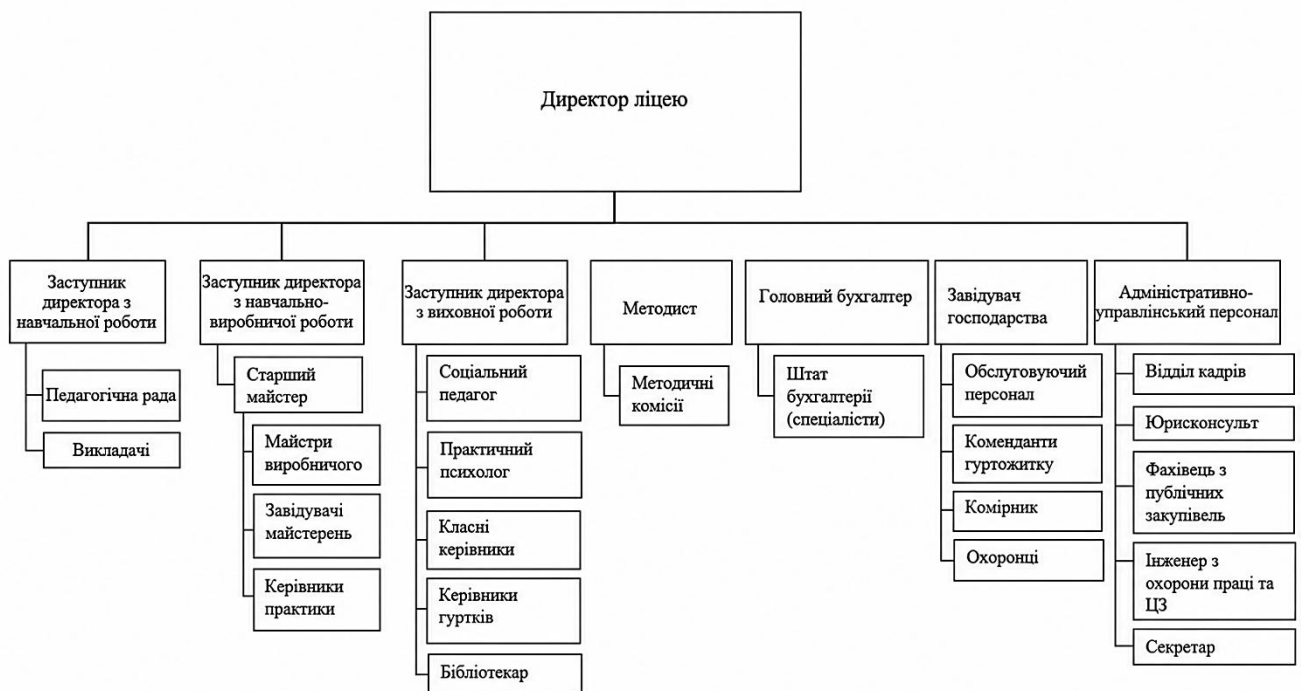 Директор ліцею
Заступник
директора з
навчальної роботи
Педагогічна рада
Викладачі
Заступник директора
з навчально-
виробничої роботи
Старший
майстер
Майстри
виробничого
Завідувачі
майстерень
Керівники
практики
Заступник директора
з виховної роботи
Соціальний
педагог
Практичний
психолог
Класні
керівники
Керівники
гуртків
Бібліотекар
Методист
Методичні
комісії
Головний бухгалтер
Штат
бухгалтерії
(спеціалісти)
Завідувач
господарства
Обслуговуючий
персонал
Коменданти
гуртожитку
Комірник
Охоронці
Адміністративно-
управлінський персонал
Відділ кадрів
Юрисконсульт
Фахівець з
публічних
закупівель
Інженер з
охорони праці та
ЦЗ
Секретар